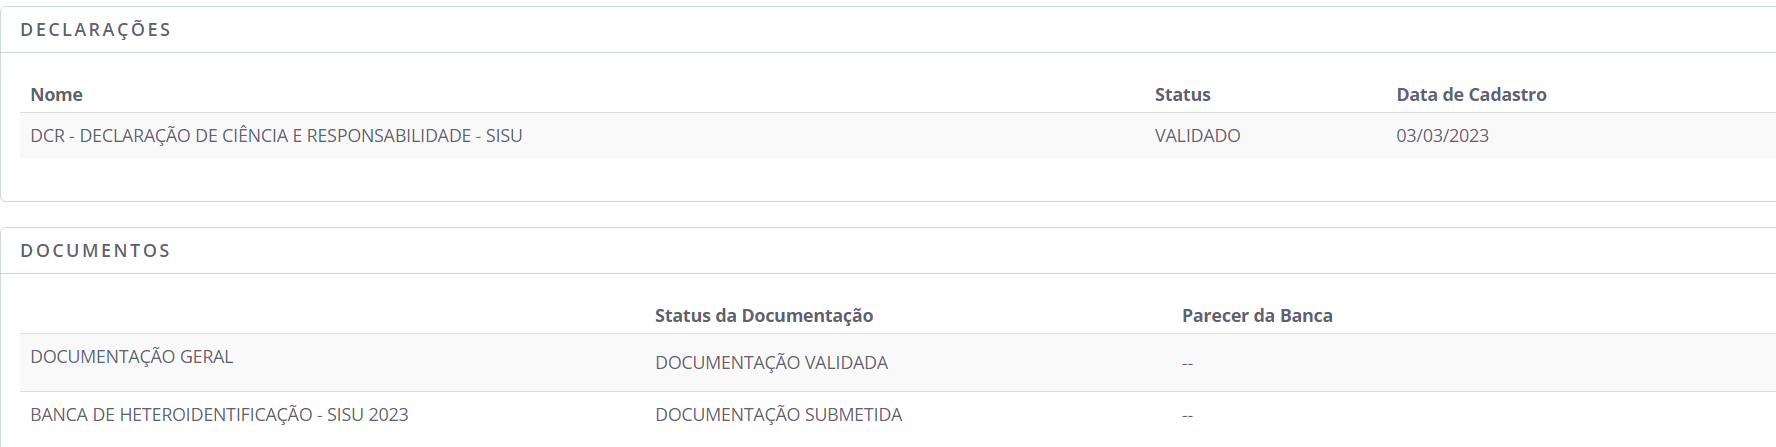 DECLARAÇÕES
Nome Status Data de Cadastro
DCR - DECLARAÇÃO DE CIÊNCIA E RESPONSABILIDADE - SISU VALIDADO 03/03/2023
DOCUMENTOS
Status da Documentação Parecer da Banca
DOCUMENTAÇÃO GERAL DOCUMENTAÇÃO VALIDADA --
BANCA DE HETEROIDENTIFICAÇÃO - SISU 2023 DOCUMENTAÇÃO SUBMETIDA --